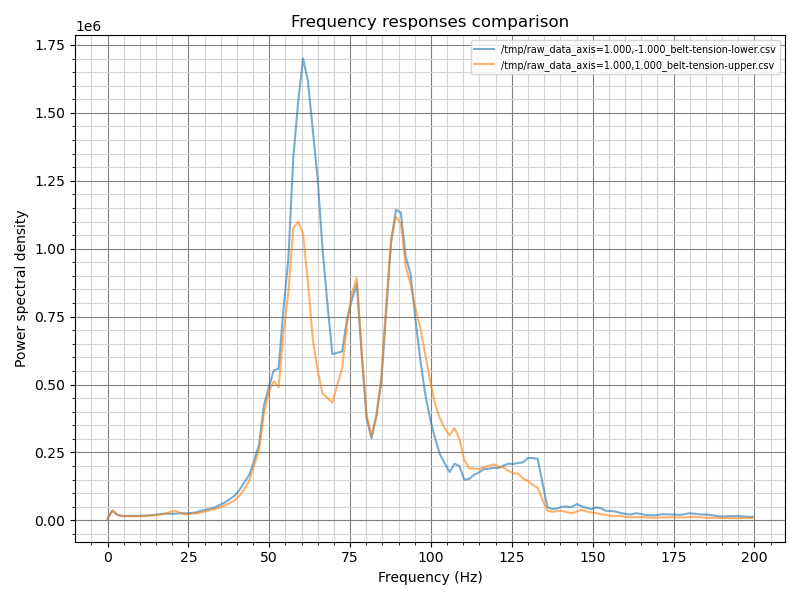 Frequency responses comparison
1e6
/tmp/raw_data_axis=1.000,-1.000_belt-tension-lower.csv
/tmp/raw_data_axis=1.000,1.000_belt-tension-upper.csv
1.75
1.50
1.25
1.00
0.75
0.50
0.25
0.00
Power spectral density
0 25 50 75 100 125 150 175 200
Frequency (Hz)